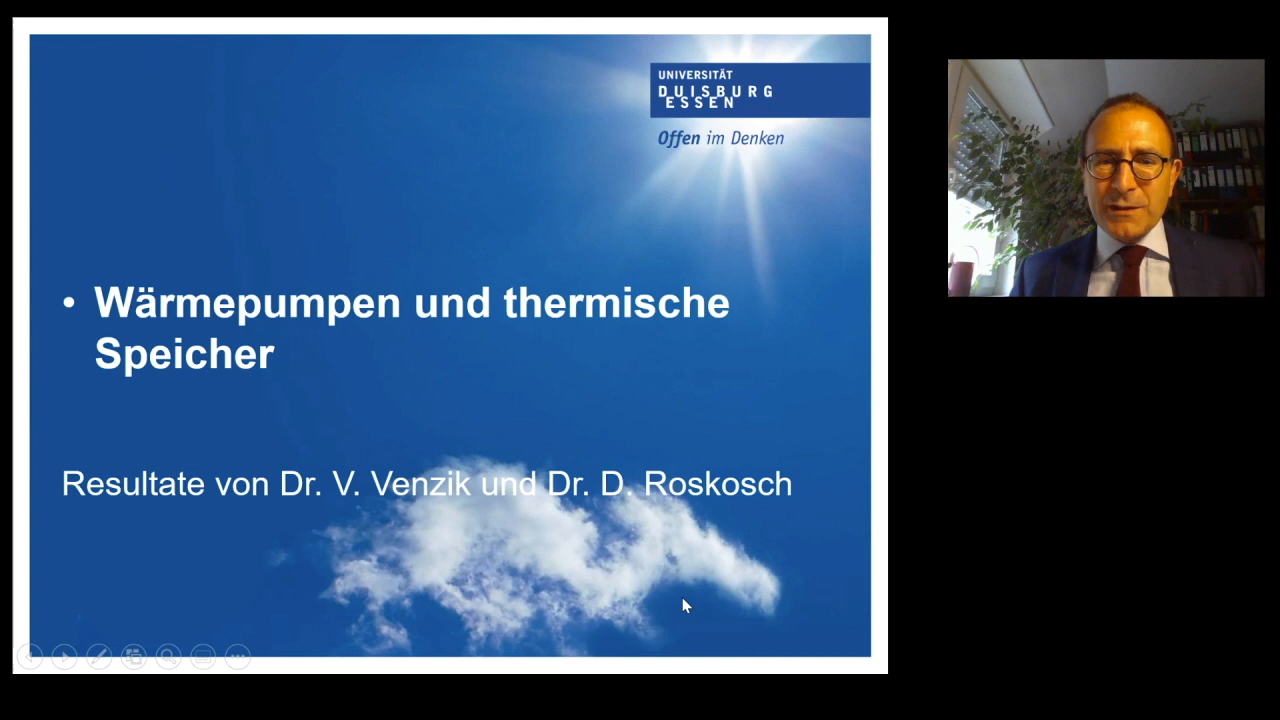 UNIVERSITÄT
DUISBURG
ESSEN
Offen im Denken
• Wärmepumpen und thermische
Speicher
Resultate von Dr. V. Venzik und Dr. D. Roskosch